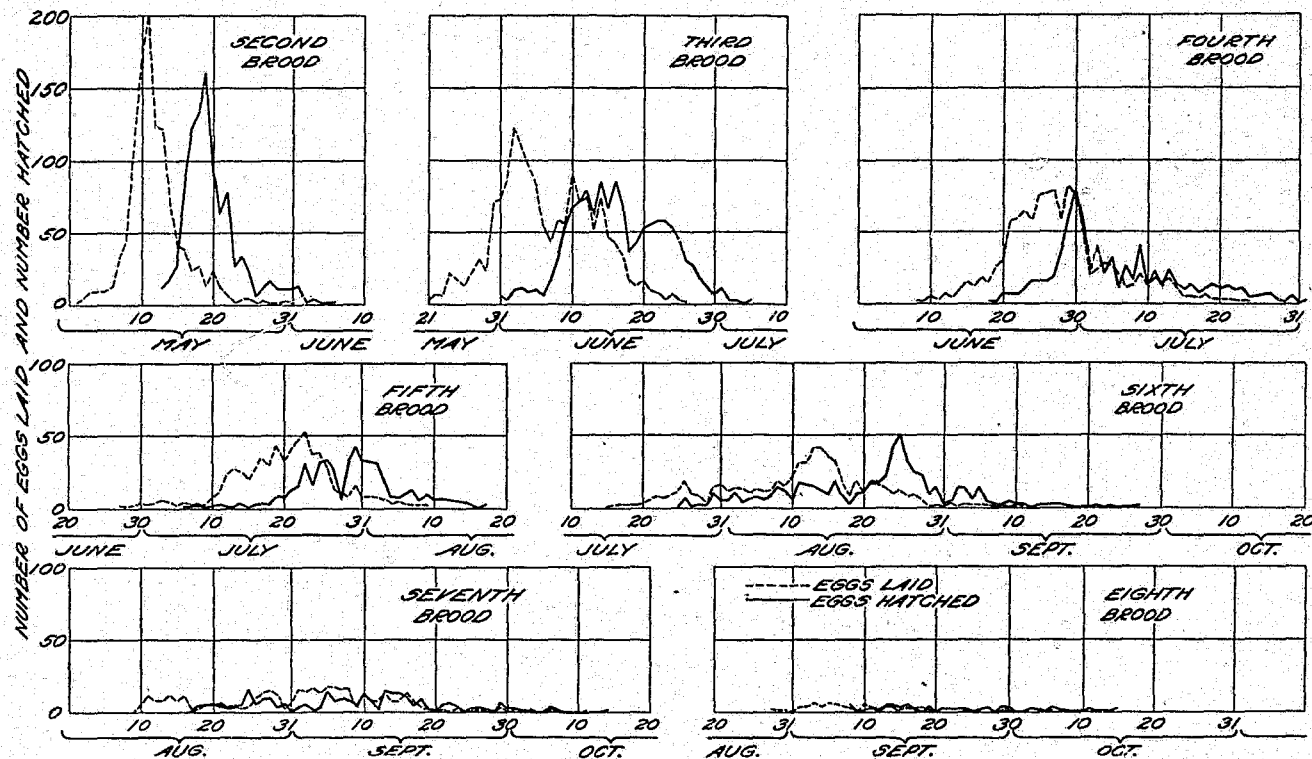 NUMBER OF EGGS LAID AND NUMBER HATCHED
200
150
100
50
0
SECOND
BROOD
10 20 31 10
MAY JUNE
THIRD
BROOD
21 31 10 20 30 10
MAY JUNE JULY
FOURTH
BROOD
10 20 30 10 20 31
JUNE JULY
100
50
0
FIFTH
BROOD
20 30 10 20 31 10 20
JUNE JULY AUG.
SIXTH
BROOD
10 20 31 10 20 31 10 20 30 10 20
JULY AUG. SEPT. OCT.
100
50
0
SEVENTH
BROOD
10 20 31 10 20 30 10 20
AUG. SEPT. OCT.
EGGS LAID
EGGS HATCHED
EIGHTH
BROOD
20 31 10 20 30 10 20 31
AUG. SEPT. OCT.